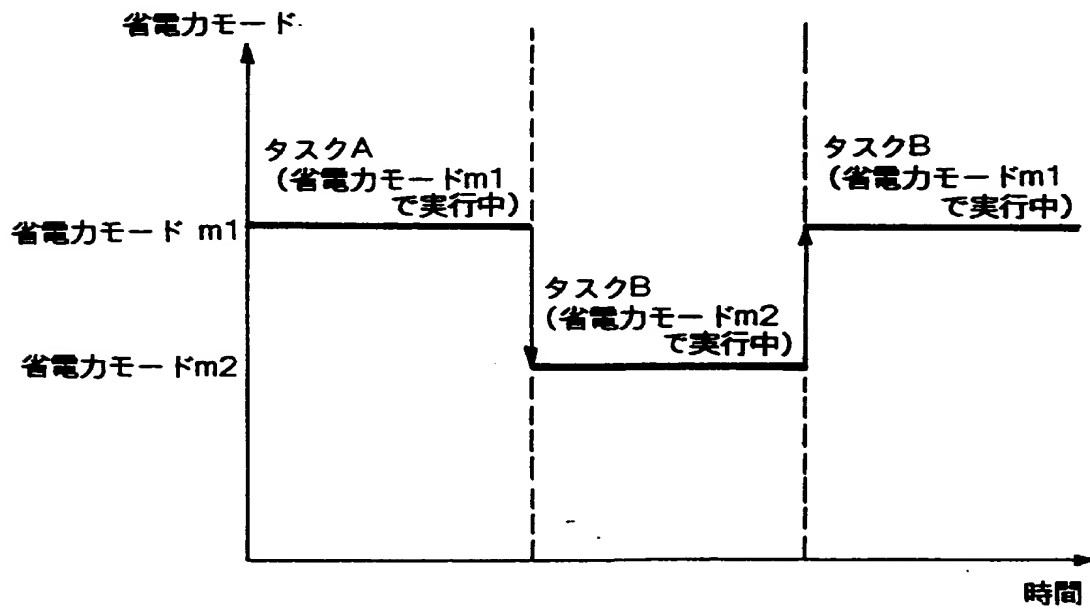 省電力モード
タスクA
(省電力モードm1
で実行中)
タスクB
(省電力モードm1
で実行中)
省電力モード m1
タスクB
(省電力モードm2
で実行中)
省電力モードm2
時間